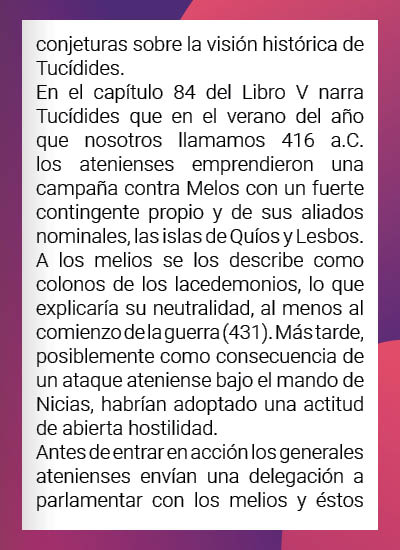 conjeturas sobre la visión histórica de
Tucídides.
En el capítulo 84 del Libro V narra
Tucídides que en el verano del año
que nosotros llamamos 416 a.C.
los atenienses emprendieron una
campaña contra Melos con un fuerte
contingente propio y de sus aliados
nominales, las islas de Quíos y Lesbos.
A los melios se los describe como
colonos de los lacedemonios, lo que
explicaría su neutralidad, al menos al
comienzo de la guerra (431). Más tarde,
posiblemente como consecuencia de
un ataque ateniense bajo el mando de
Nicias, habrían adoptado una actitud
de abierta hostilidad.
Antes de entrar en acción los generales
atenienses envían una delegación a
parlamentar con los melios y éstos